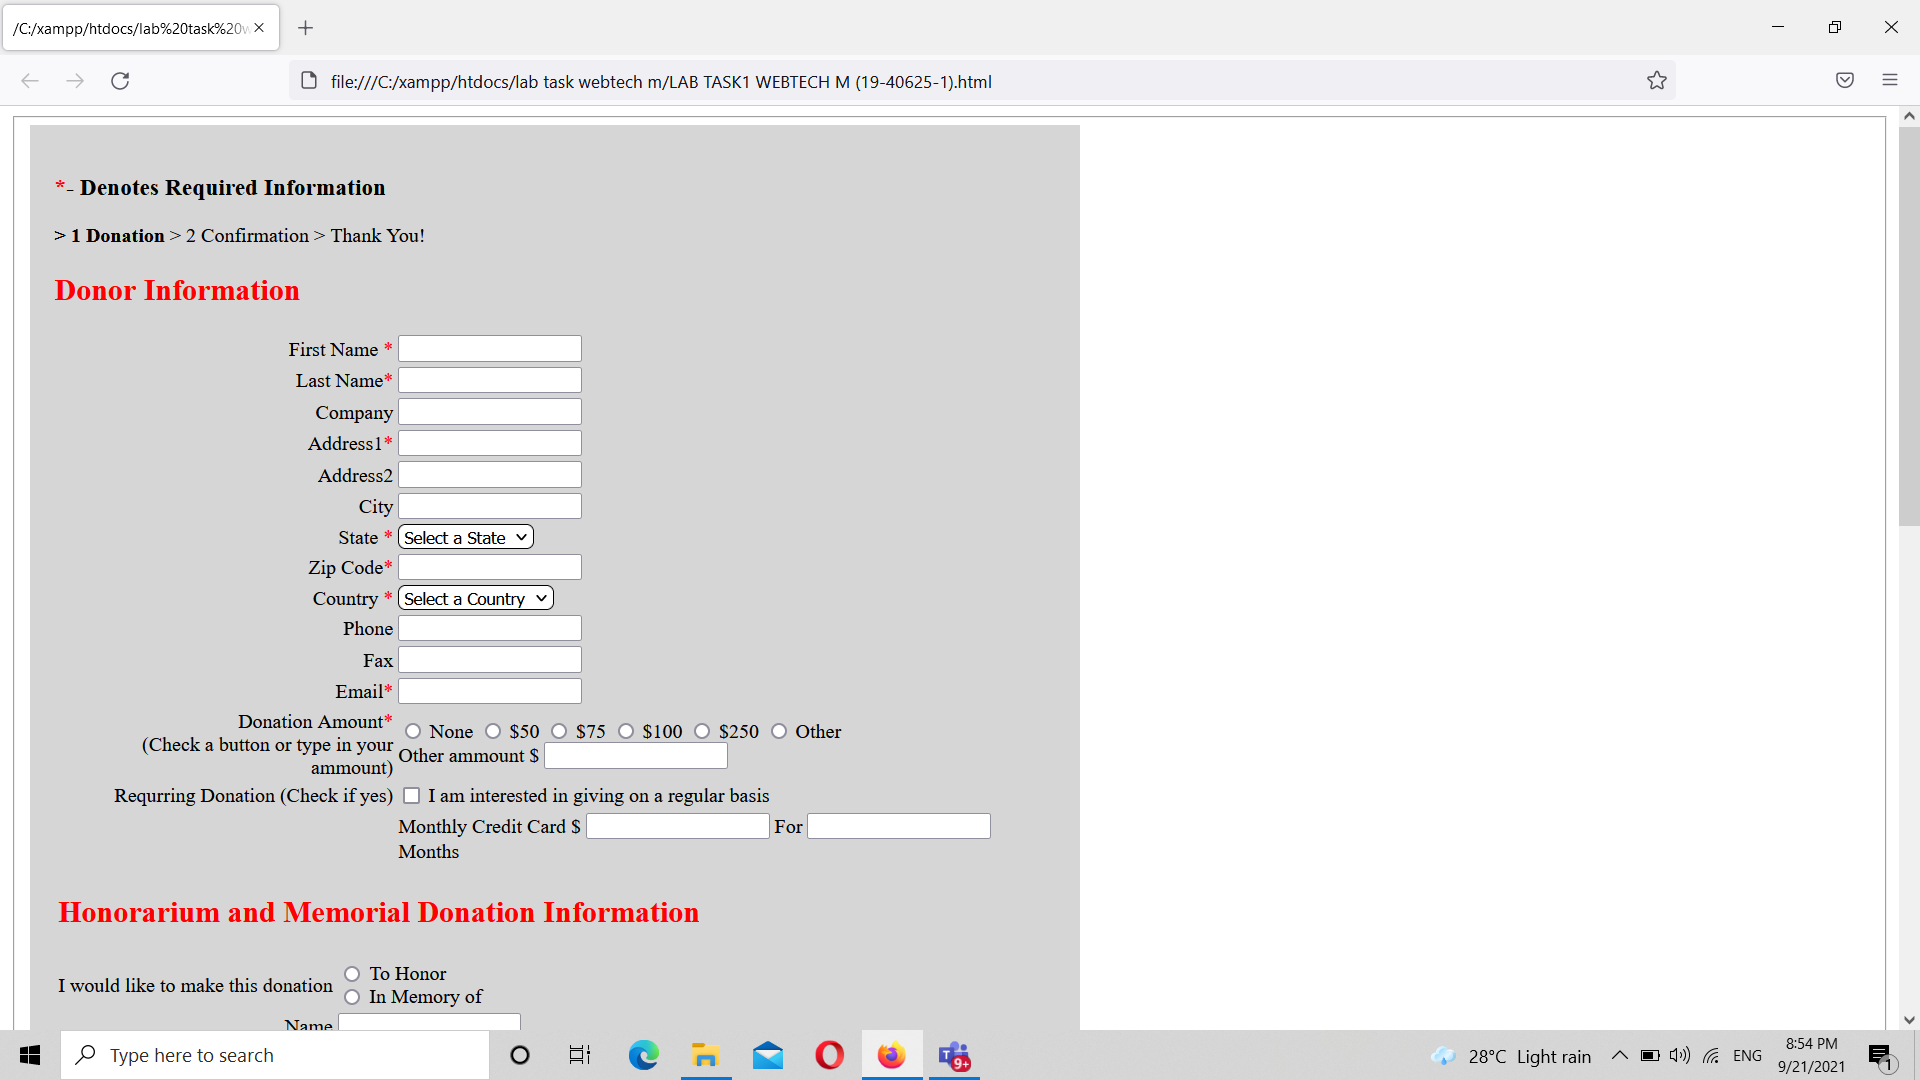 /C:/xampp/htdocs/lab%20task%20w
file:///C:/xampp/htdocs/lab task webtech m/LAB TASK1 WEBTECH M (19-40625-1).html
*- Denotes Required Information
> 1 Donation > 2 Confirmation > Thank You!
Donor Information
First Name *
Last Name*
Company
Address1*
Address2
City
State * Select a State
Zip Code*
Country * Select a Country
Phone
Fax
Email*
Donation Amount*
(Check a button or type in your
ammount)
None $50 $75 $100 $250 Other
Other ammount $
Requrring Donation (Check if yes) I am interested in giving on a regular basis
Monthly Credit Card $ For
Months
Honorarium and Memorial Donation Information
I would like to make this donation
To Honor
In Memory of
Name
Type here to search
T 9+
28°C Light rain
ENG
8:54 PM
9/21/2021
1